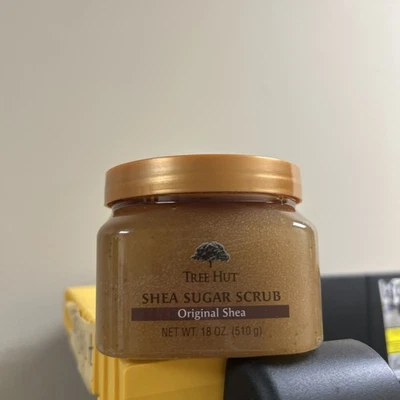 TREE HUT
SHEA SUGAR SCRUB
Original Shea
NET WT. 18 OZ. (510 g)